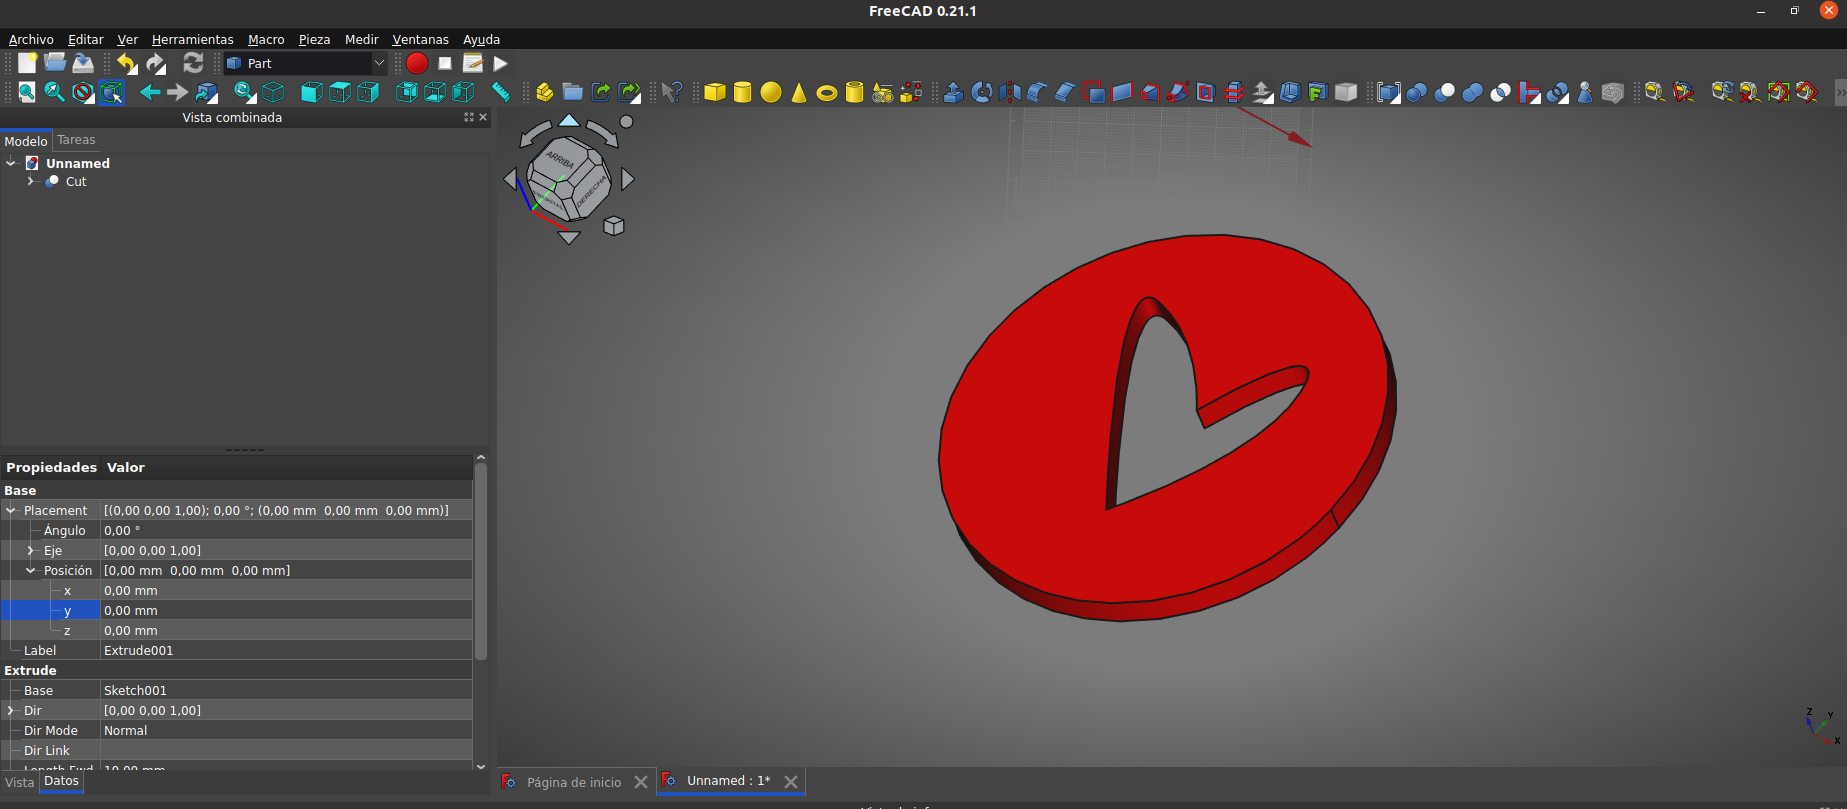 FreeCAD 0.21.1
Archivo Editar Ver Herramientas Macro Pieza Medir Ventanas Ayuda
Part
Vista combinada
Modelo Tareas
Unnamed
Cut
ARRIBA
DERECHA
Propiedades Valor
Base
Placement [(0,00 0,00 1,00); 0,00 °; (0,00 mm 0,00 mm 0,00 mm)]
Ángulo 0,00 °
Eje [0,00 0,00 1,00]
Posición [0,00 mm 0,00 mm 0,00 mm]
x 0,00 mm
y 0,00 mm
z 0,00 mm
Label Extrude001
Extrude
Base Sketch001
Dir [0,00 0,00 1,00]
Dir Mode Normal
Dir Link
Length Fwd 10,00 mm
Vista Datos
Página de inicio Unnamed : 1*
Z Y X